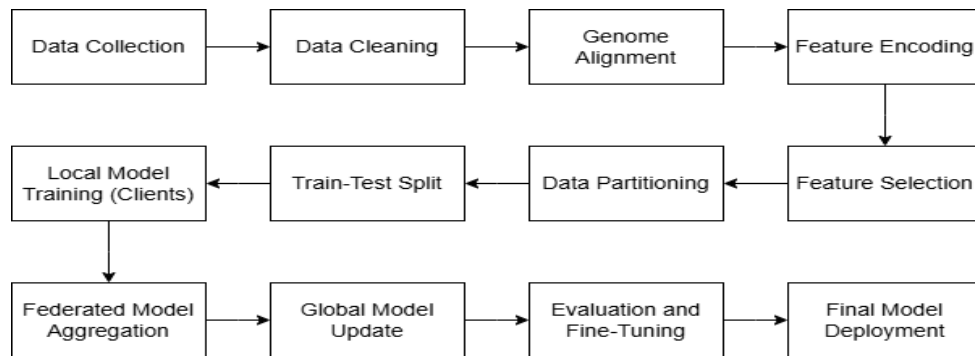 Data Collection
Data Cleaning
Genome
Alignment
Feature Encoding
Feature Selection
Data Partitioning
Train-Test Split
Local Model
Training (Clients)
Federated Model
Aggregation
Global Model
Update
Evaluation and
Fine-Tuning
Final Model
Deployment